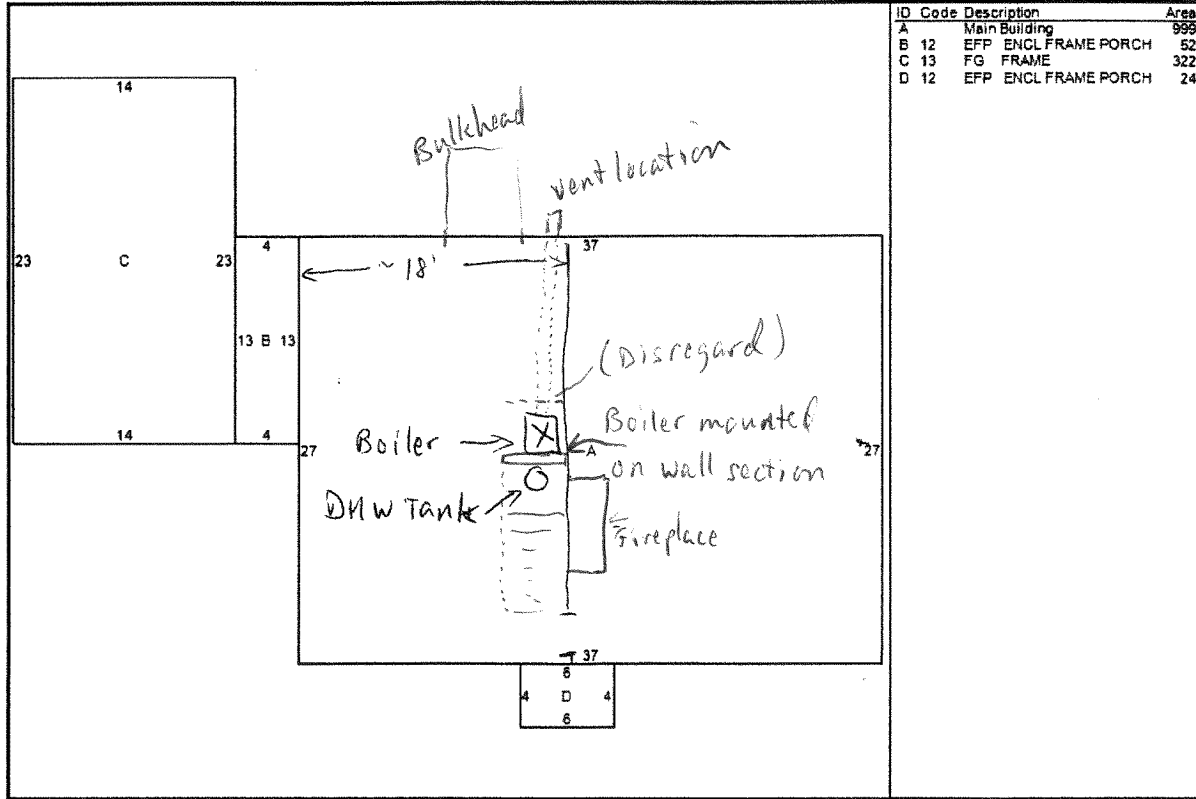 ID Code Description Area
A Main Building 999
B 12 EFP ENCL FRAME PORCH 52
C 13 FG FRAME 322
D 12 EFP ENCL FRAME PORCH 24
14
Bulkhead
vent location
4
37
23 C 23
~ 18'
13 B 13
(Disregard)
14
4
27
Boiler
Boiler mounted
A
27
on wall section
DHW Tank
Fireplace
37
6
4 D 4
6